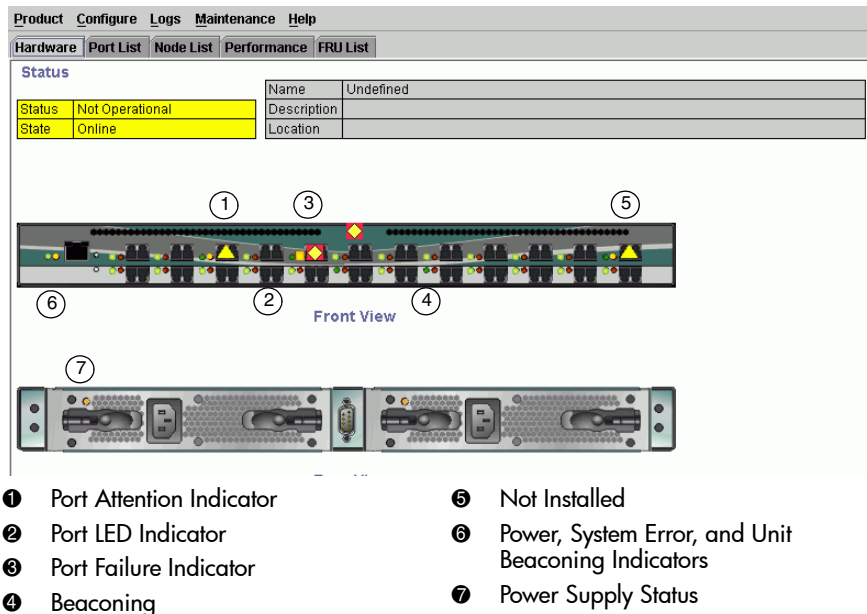 Product Configure Logs Maintenance Help
Hardware Port List Node List Performance FRU List
Status
Name Undefined
Status Not Operational
Description
State Online
Location
1 3 5
6 2 4
Front View
7
❶ Port Attention Indicator
❷ Port LED Indicator
❸ Port Failure Indicator
❹ Beaconing
❺ Not Installed
❻ Power, System Error, and Unit
Beaconing Indicators
❼ Power Supply Status